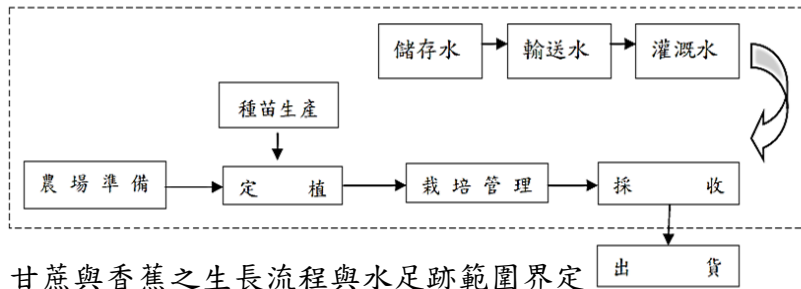 儲存水 輸送水 灌溉水
種苗生產
農場準備 定植 栽培管理 採收
甘蔗與香蕉之生長流程與水足跡範圍界定 出貨